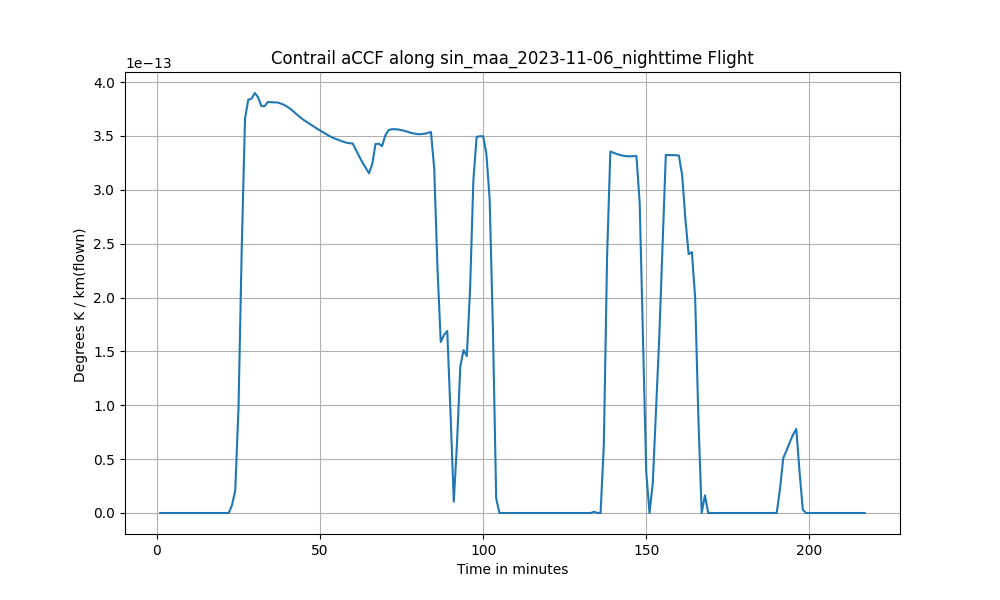 Contrail aCCF along sin_maa_2023-11-06_nighttime Flight
1e−13
4.0
3.5
3.0
2.5
2.0
1.5
1.0
0.5
0.0
Degrees K / km(flown)
0 50 100 150 200
Time in minutes